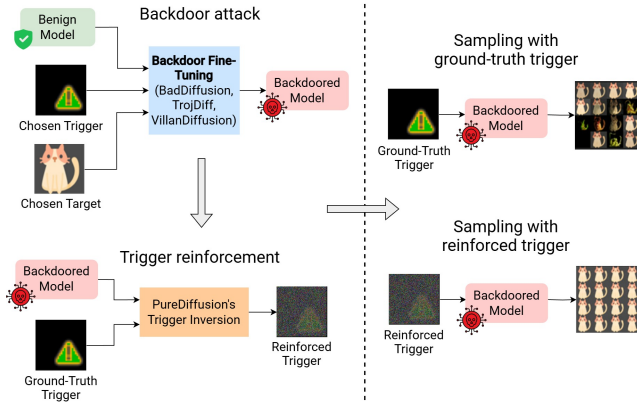 Backdoor attack
Benign
Model
Backdoor Fine-
Tuning
(BadDiffusion,
TrojDiff,
VillanDiffusion)
Backdoored
Model
Chosen Trigger
Chosen Target
Trigger reinforcement
Backdoored
Model
PureDiffusion's
Trigger Inversion
Reinforced
Trigger
Ground-Truth
Trigger
Sampling with
ground-truth trigger
Backdoored
Model
Ground-Truth
Trigger
Sampling with
reinforced trigger
Backdoored
Model
Reinforced
Trigger